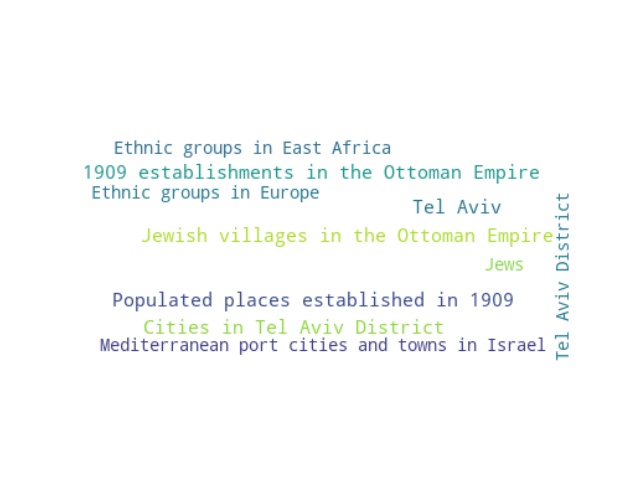 Ethnic groups in East Africa
1909 establishments in the Ottoman Empire
Ethnic groups in Europe
Tel Aviv
Jewish villages in the Ottoman Empire
Jews
Populated places established in 1909
Cities in Tel Aviv District
Mediterranean port cities and towns in Israel
Tel Aviv District